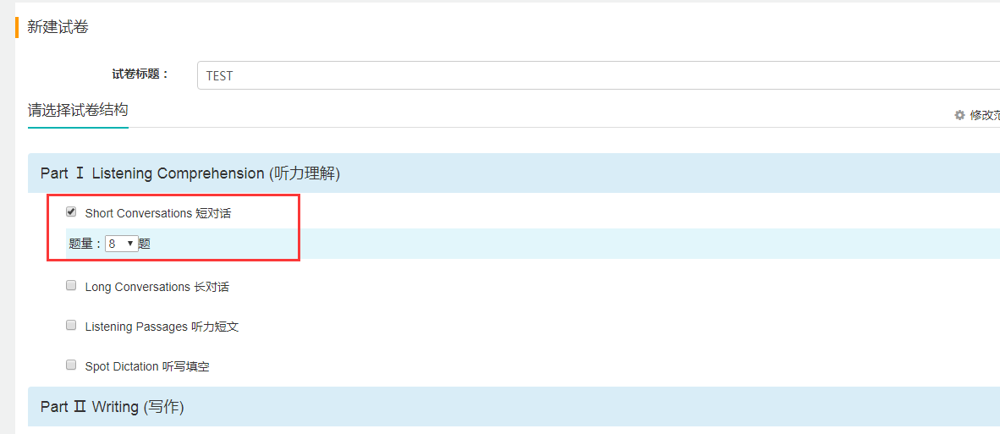 新建试卷
试卷标题： TEST
请选择试卷结构
修改范
Part Ⅰ Listening Comprehension (听力理解)
Short Conversations 短对话
题量：8 题
Long Conversations 长对话
Listening Passages 听力短文
Spot Dictation 听写填空
Part Ⅱ Writing (写作)